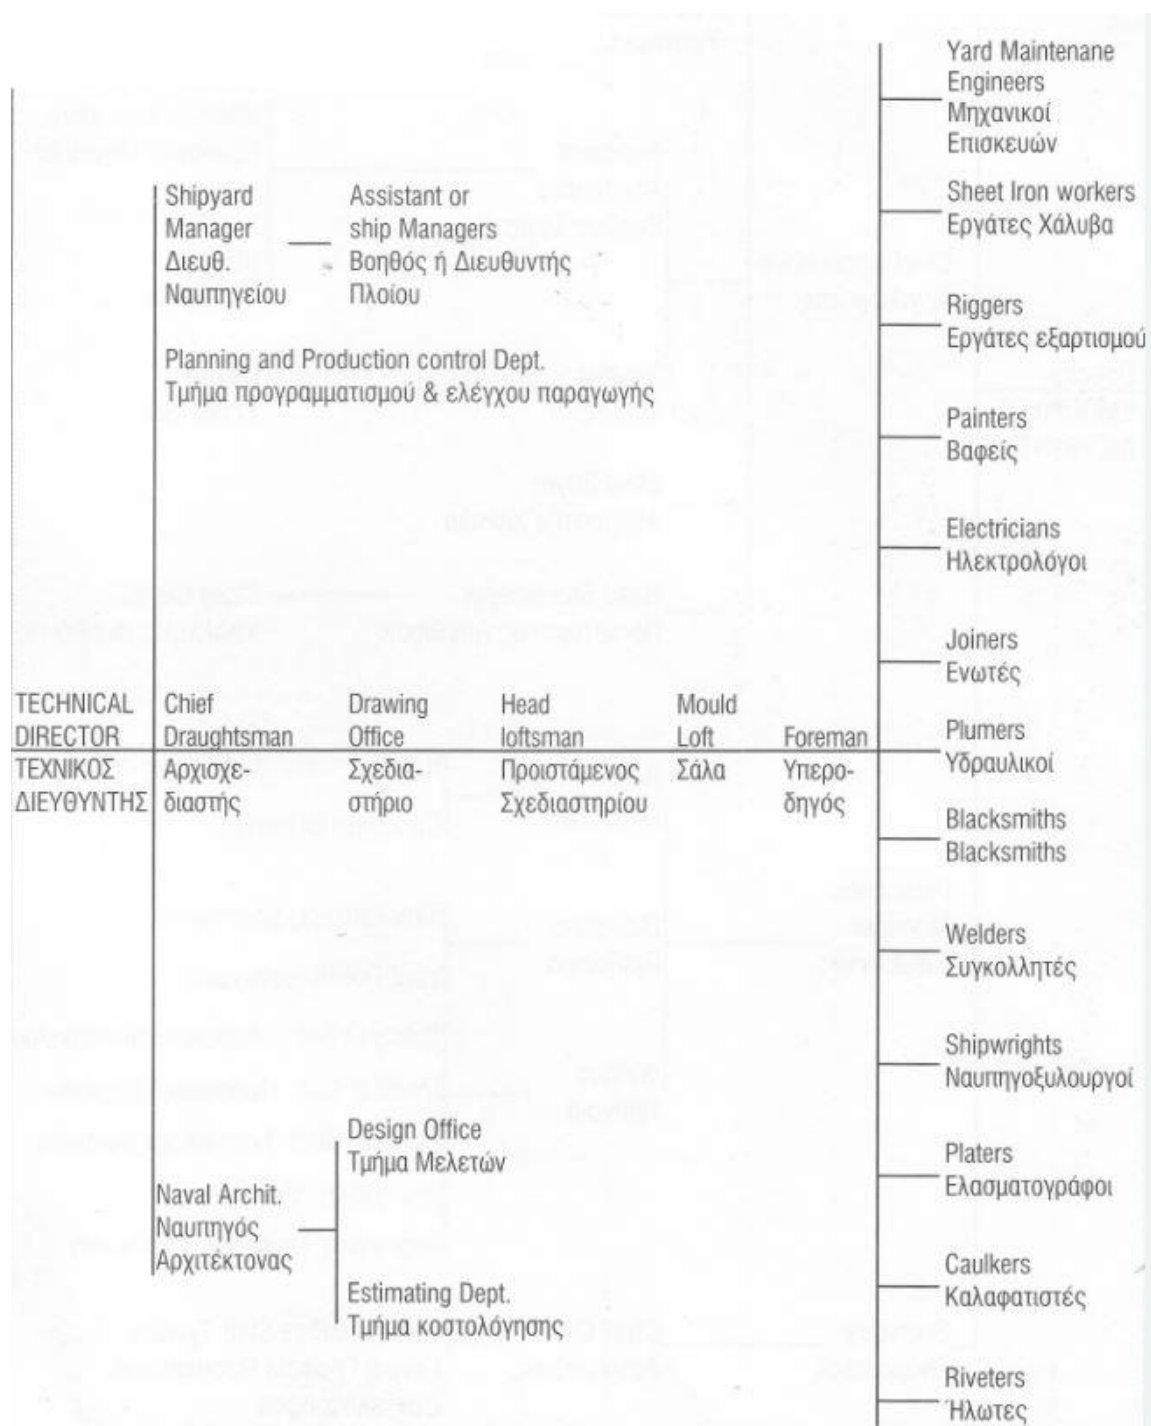 Yard Maintenane
Engineers
Μηχανικοί
Επισκευών
Shipyard
Manager
Διευθ.
Ναυπηγείου
Assistant or
ship Managers
Βοηθός ή Διευθυντής
Πλοίου
Sheet Iron workers
Εργάτες Χάλυβα
Riggers
Εργάτες εξαρτισμού
Planning and Production control Dept.
Τμήμα προγραμματισμού & ελέγχου παραγωγής
Painters
Βαφείς
Electricians
Ηλεκτρολόγοι
Joiners
Ενωτές
TECHNICAL
DIRECTOR
ΤΕΧΝΙΚΟΣ
ΔΙΕΥΘΥΝΤΗΣ
Chief
Draughtsman
Αρχισχε-
διαστής
Drawing
Office
Σχεδια-
στήριο
Head
loftsman
Προιστάμενος
Σχεδιαστηρίου
Mould
Loft
Σάλα
Foreman
Υπερο-
δηγός
Plumers
Υδραυλικοί
Blacksmiths
Blacksmiths
Welders
Συγκολλητές
Shipwrights
Ναυπηγοξυλουργοί
Naval Archit.
Ναυπηγός
Αρχιτέκτονας
Design Office
Τμήμα Μελετών
Estimating Dept.
Τμήμα κοστολόγησης
Platers
Ελασματογράφοι
Caulkers
Καλαφατιστές
Riveters
Ήλωτες